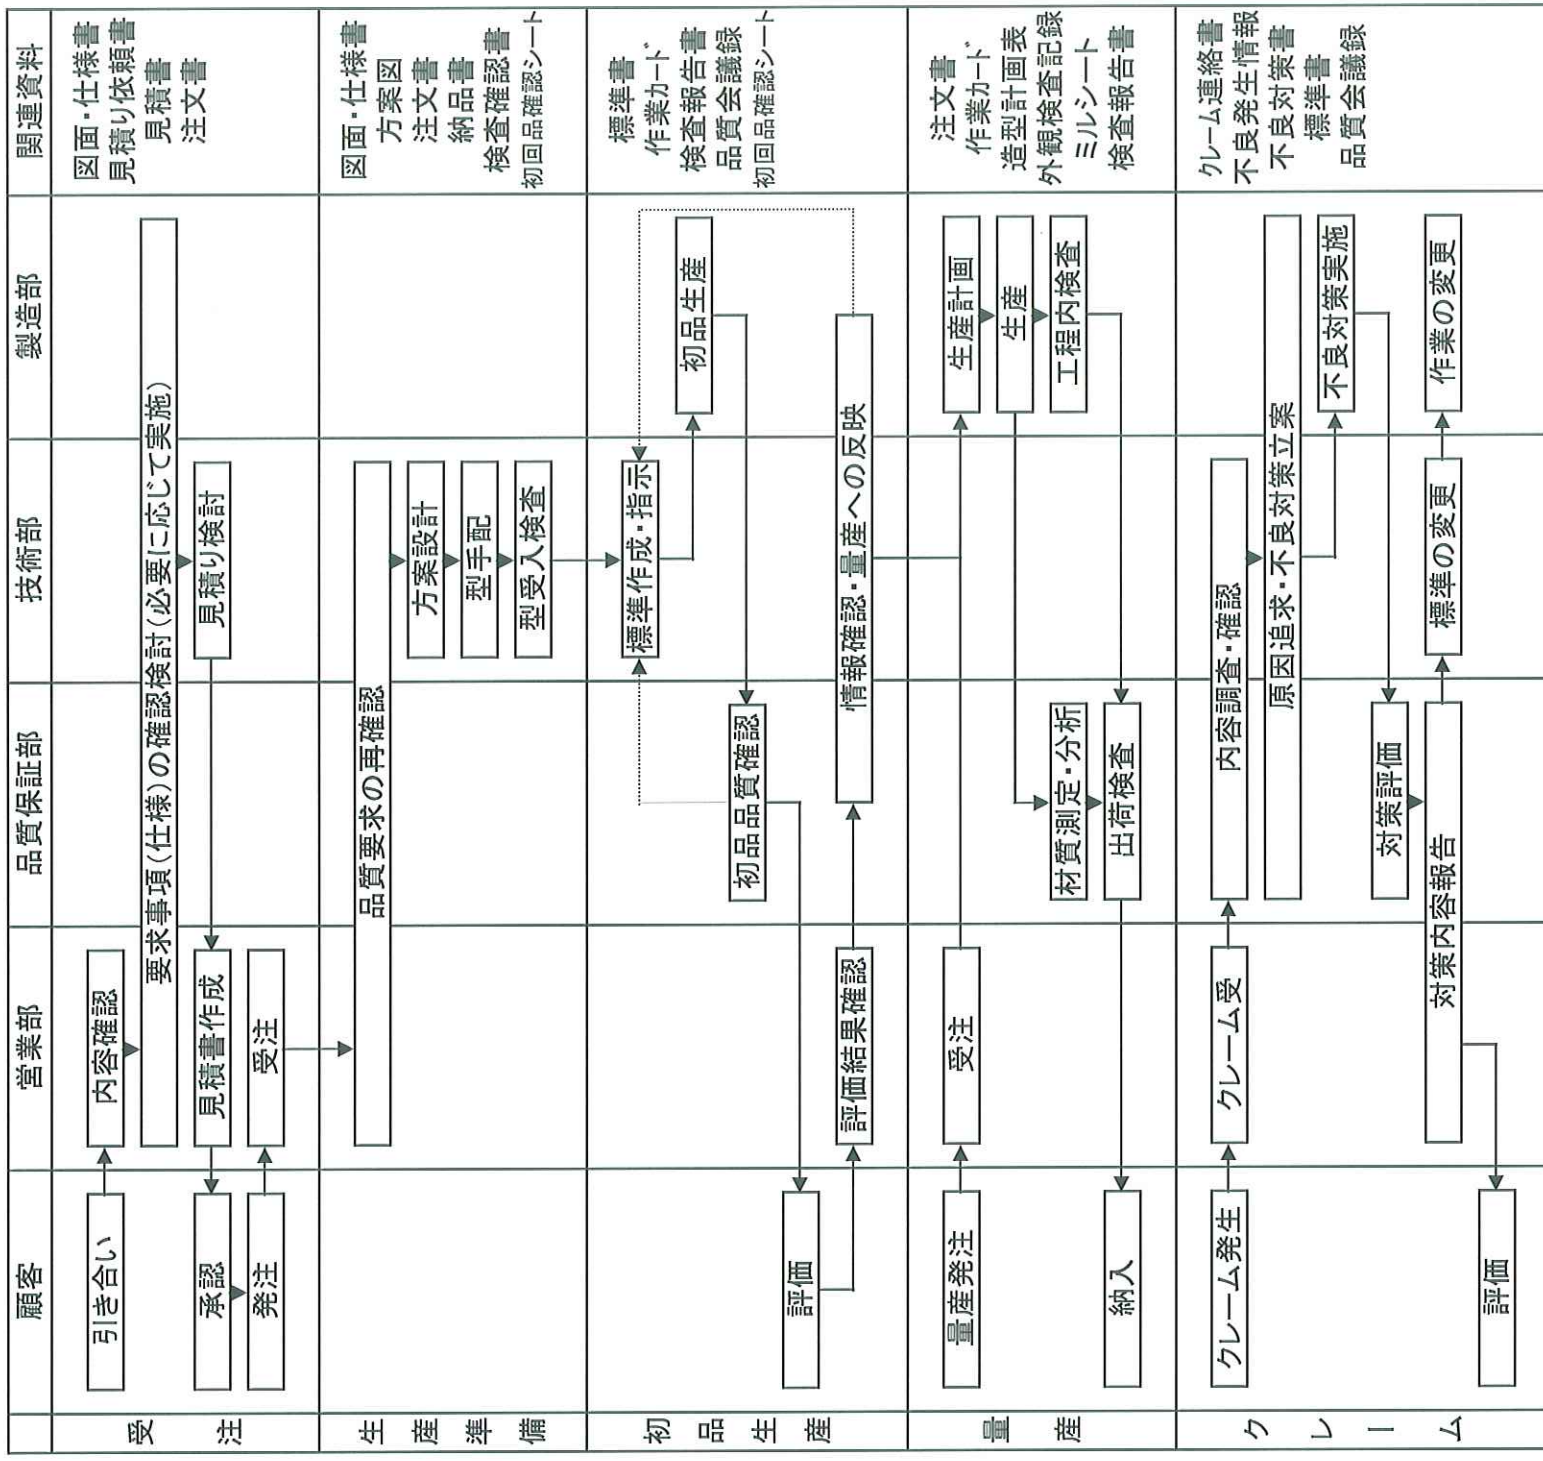 顧客
営業部
品質保証部
技術部
製造部
関連資料
受注
引き合い
内容確認
要求事項(仕様)の確認検討(必要に応じて実施)
見積り検討
見積書作成
承認
発注
受注
図面・仕様書
見積り依頼書
見積書
注文書
生産準備
品質要求の再確認
方案設計
型手配
型受入検査
図面・仕様書
方案図
注文書
納品書
検査確認書
初回品確認シート
初品生産
標準作成・指示
初品生産
初品品質確認
評価
評価結果確認
情報確認・量産への反映
標準書
作業カード
検査報告書
品質会議録
初回品確認シート
量産
量産発注
受注
生産計画
生産
工程内検査
材質測定・分析
出荷検査
納入
注文書
作業カード
造型計画表
外観検査記録
ミルシート
検査報告書
クレーム
クレーム発生
クレーム受
内容調査・確認
原因追求・不良対策立案
不良対策実施
対策評価
対策内容報告
標準の変更
作業の変更
評価
クレーム連絡書
不良発生情報
不良対策書
標準書
品質会議録